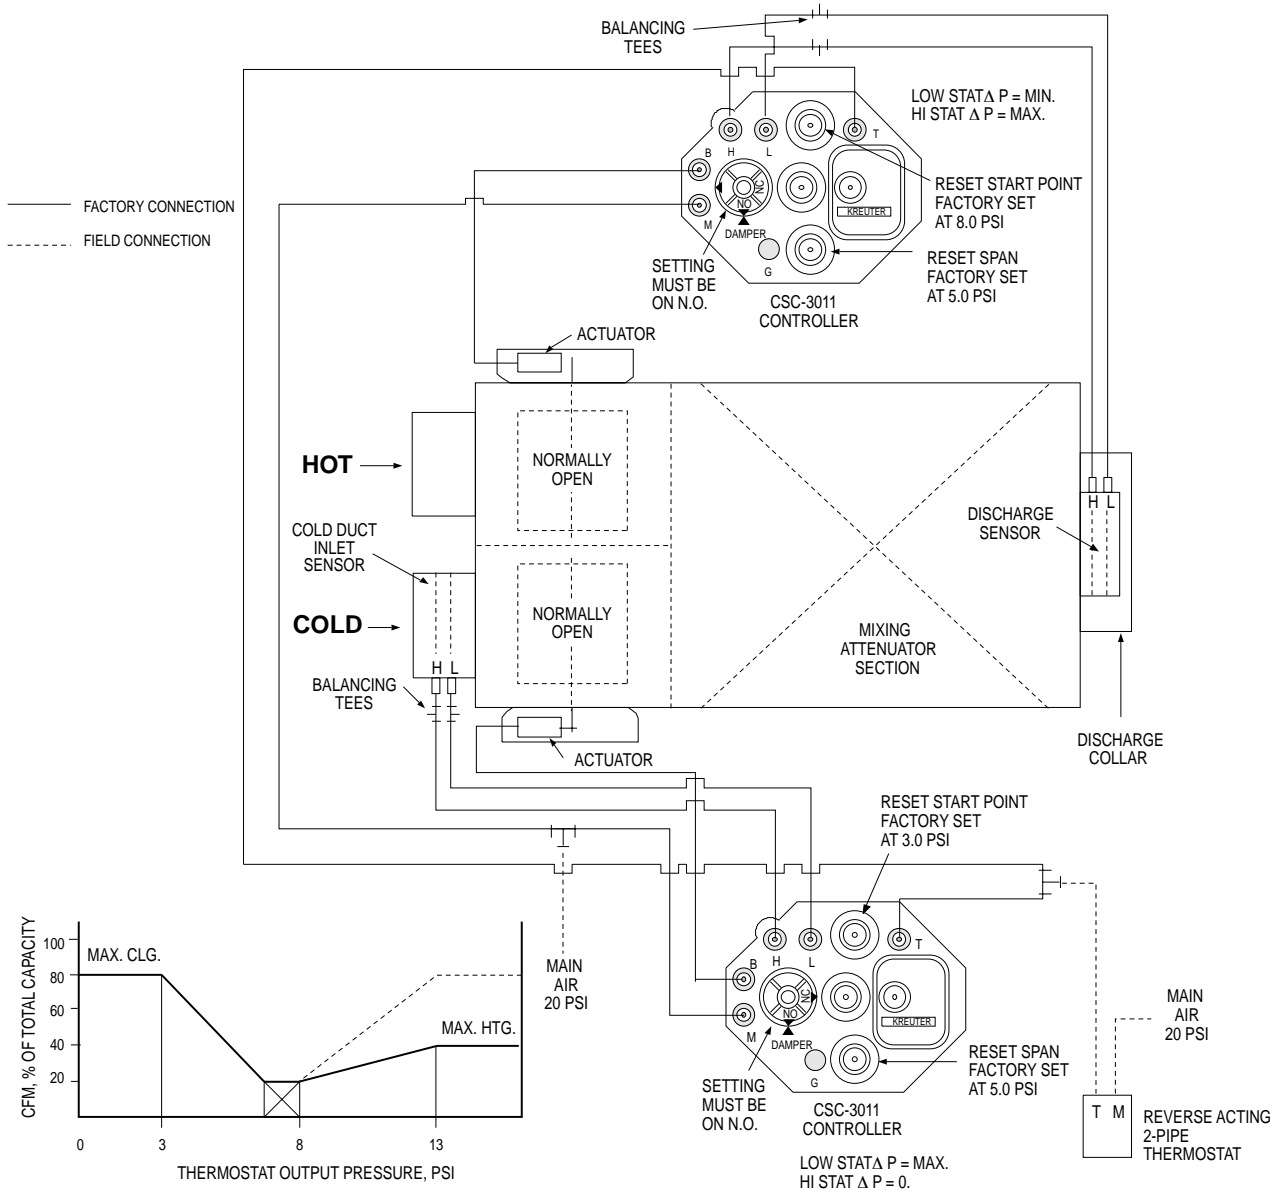 BALANCING
TEES
LOW STAT Δ P = MIN.
HI STAT Δ P = MAX.
T
B
H
L
NC
NO
M
DAMPER
G
KREUTER
RESET START POINT
FACTORY SET
AT 8.0 PSI
FACTORY CONNECTION
FIELD CONNECTION
SETTING
MUST BE
ON N.O.
RESET SPAN
FACTORY SET
AT 5.0 PSI
CSC-3011
CONTROLLER
ACTUATOR
HOT
NORMALLY
OPEN
COLD DUCT
INLET
SENSOR
H L
DISCHARGE
SENSOR
COLD
NORMALLY
OPEN
MIXING
ATTENUATOR
SECTION
H L
BALANCING
TEES
ACTUATOR
DISCHARGE
COLLAR
RESET START POINT
FACTORY SET
AT 3.0 PSI
CFM, % OF TOTAL CAPACITY
100
80
60
40
20
MAX. CLG.
MAX. HTG.
0
3
8
13
THERMOSTAT OUTPUT PRESSURE, PSI
MAIN
AIR
20 PSI
B
H
L
T
NC
NO
M
DAMPER
G
KREUTER
SETTING
MUST BE
ON N.O.
RESET SPAN
FACTORY SET
AT 5.0 PSI
CSC-3011
CONTROLLER
LOW STAT Δ P = MAX.
HI STAT Δ P = 0.
MAIN
AIR
20 PSI
T M
REVERSE ACTING
2-PIPE
THERMOSTAT